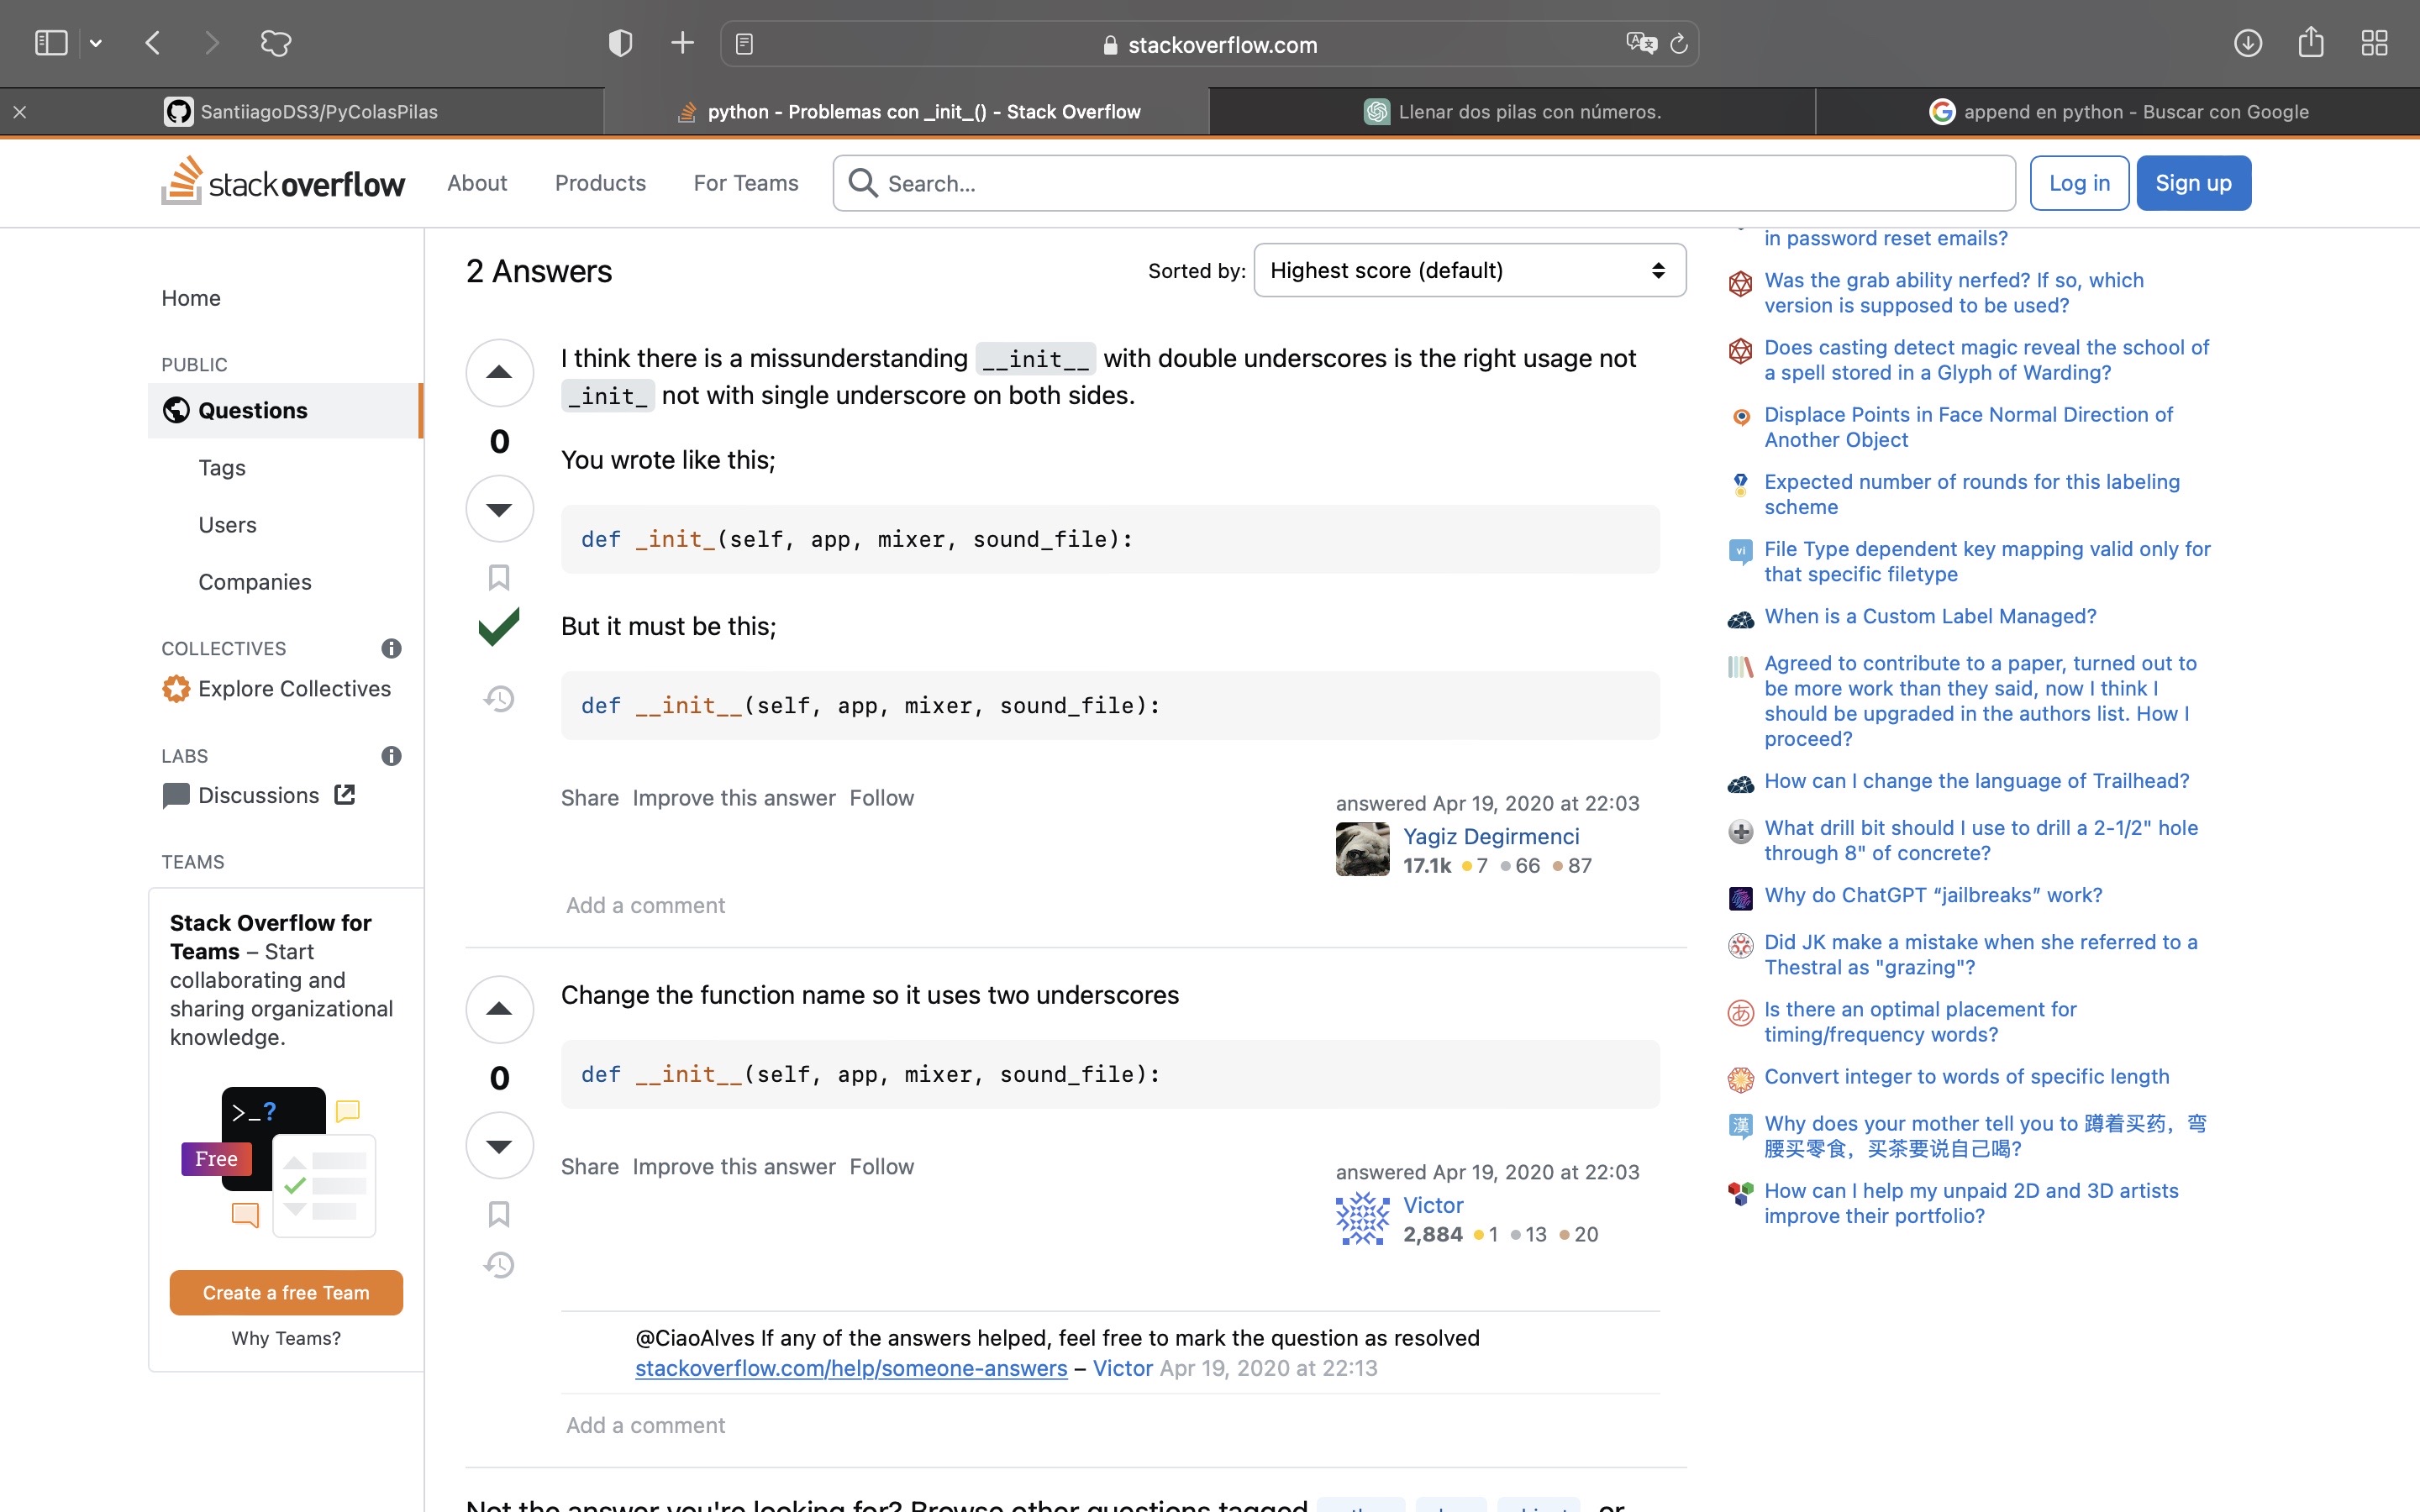 stackoverflow.com
SantiiagoDS3/PyColasPilas
python - Problemas con _init_() - Stack Overflow
Llenar dos pilas con números.
append en python - Buscar con Google
stackoverflow
About
Products
For Teams
Search...
Log in
Sign up
Home
PUBLIC
Questions
Tags
Users
Companies
COLLECTIVES
Explore Collectives
LABS
Discussions
TEAMS
Stack Overflow for
Teams – Start
collaborating and
sharing organizational
knowledge.
>_?
Free
Create a free Team
Why Teams?
2 Answers
Sorted by:
Highest score (default)
I think there is a missunderstanding __init__ with double underscores is the right usage not
_init_ not with single underscore on both sides.
0
You wrote like this;
def _init_(self, app, mixer, sound_file):
But it must be this;
def __init__(self, app, mixer, sound_file):
Share Improve this answer Follow
answered Apr 19, 2020 at 22:03
Yagiz Degirmenci
17.1k 7 66 87
Add a comment
Change the function name so it uses two underscores
0
def __init__(self, app, mixer, sound_file):
Share Improve this answer Follow
answered Apr 19, 2020 at 22:03
Victor
2,884 1 13 20
@CiaoAlves If any of the answers helped, feel free to mark the question as resolved
stackoverflow.com/help/someone-answers – Victor Apr 19, 2020 at 22:13
Add a comment
Not the answer you're looking for? Browse other questions tagged
or
in password reset emails?
Was the grab ability nerfed? If so, which
version is supposed to be used?
Does casting detect magic reveal the school of
a spell stored in a Glyph of Warding?
Displace Points in Face Normal Direction of
Another Object
Expected number of rounds for this labeling
scheme
vi
File Type dependent key mapping valid only for
that specific filetype
When is a Custom Label Managed?
Agreed to contribute to a paper, turned out to
be more work than they said, now I think I
should be upgraded in the authors list. How I
proceed?
How can I change the language of Trailhead?
What drill bit should I use to drill a 2-1/2" hole
through 8" of concrete?
Why do ChatGPT “jailbreaks” work?
Did JK make a mistake when she referred to a
Thestral as "grazing"?
あ
Is there an optimal placement for
timing/frequency words?
Convert integer to words of specific length
漢
Why does your mother tell you to 蹲着买药，弯
腰买零食，买茶要说自己喝?
How can I help my unpaid 2D and 3D artists
improve their portfolio?